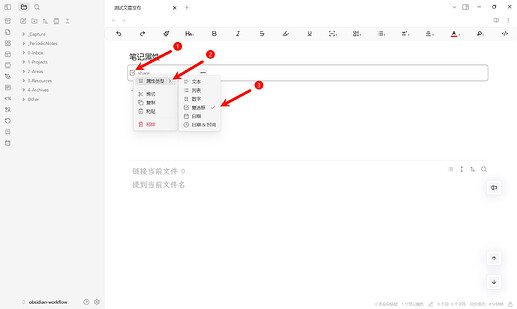 测试文章发布
_Capture
_PeriodicNotes
0-Inbox
1-Projects
2-Areas
3-Resources
4-Archives
Other
笔记属性
share
1
2
3
属性类型
剪切
复制
粘贴
删除
文本
列表
数字
复选框
日期
日期 & 时间
链接当前文件
提到当前文件名
obsidian-workflow